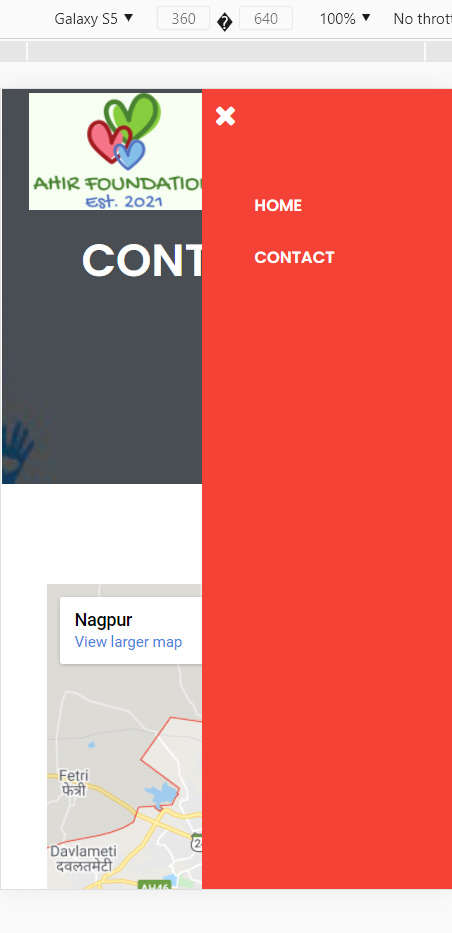 Galaxy S5 ▼ 360 � 640 100% ▼ No thrott
AHIR FOUNDATIO
Est. 2021
CONT
✖
HOME
CONTACT
Nagpur
View larger map
Fetri
फेत्री
Davlameti
दवलतमेटी
AH46